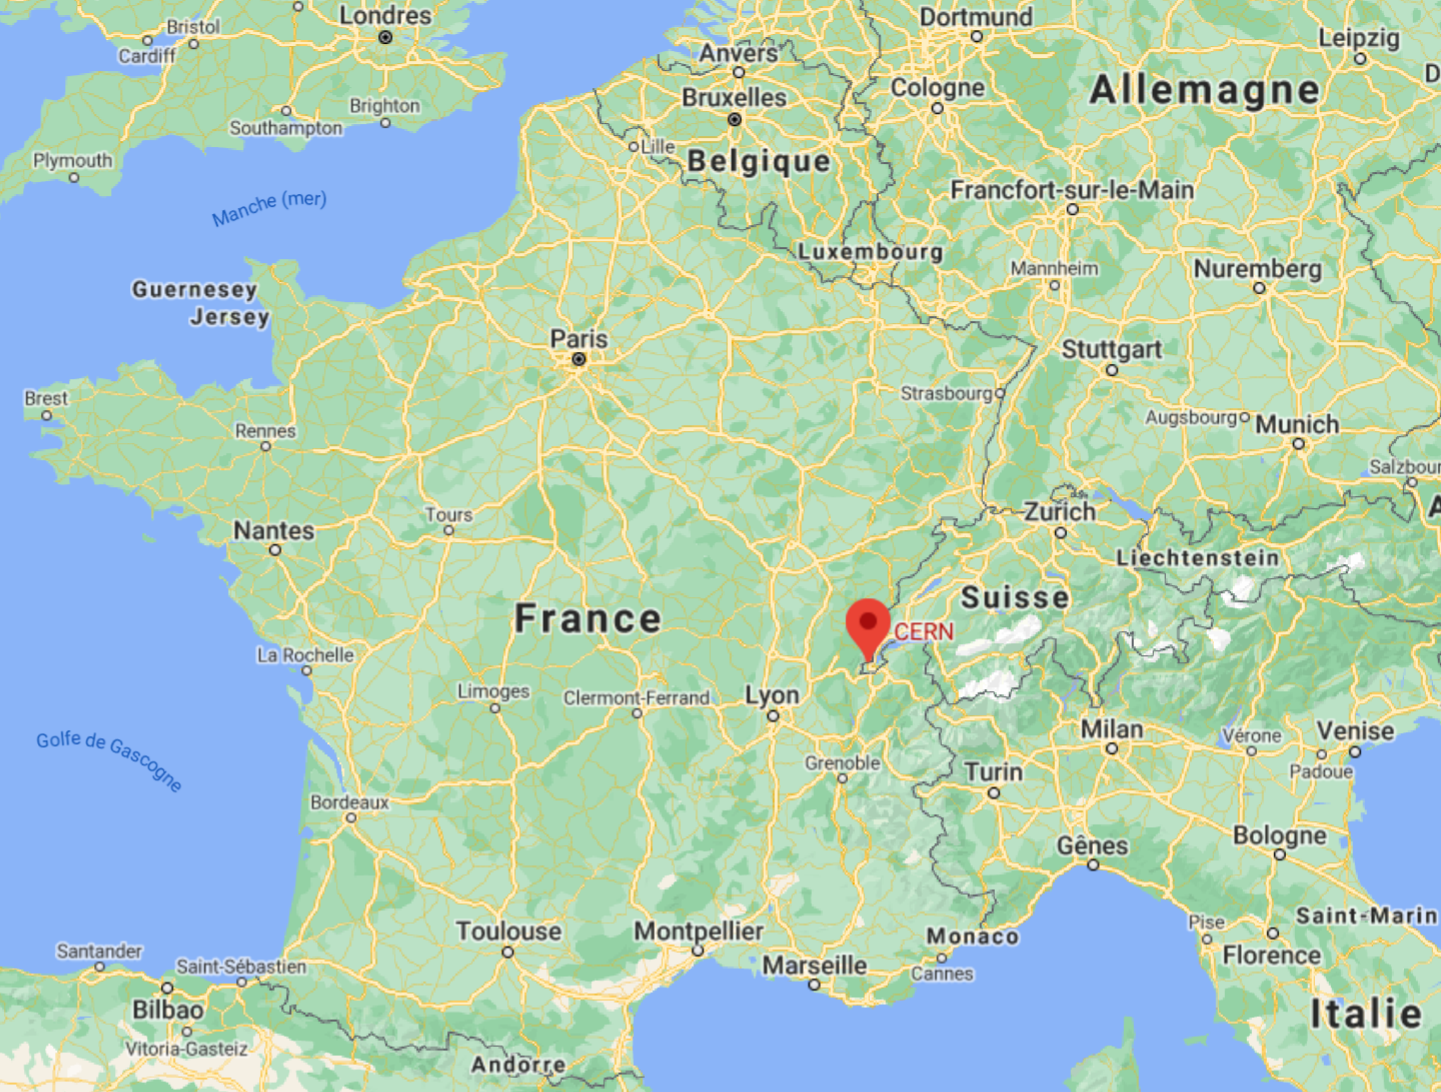 Londres
Dortmund
Bristol
Leipzig
Cardiff
Anvers
D
Cologne
Allemagne
Bruxelles
Brighton
Southampton
Lille
Plymouth
Belgique
Francfort-sur-le-Main
Manche (mer)
Luxembourg
Mannheim
Nuremberg
Guernesey
Jersey
Paris
Stuttgart
Strasbourg
Brest
Augsbourg
Munich
Rennes
Salzbour
Tours
Zurich
A
Nantes
Liechtenstein
Suisse
France
CERN
La Rochelle
Limoges
Clermont-Ferrand
Lyon
Milan
Vérone
Venise
Golfe de Gascogne
Grenoble
Turin
Padoue
Bordeaux
Gênes
Bologne
Saint-Marin
Pise
Toulouse
Montpellier
Monaco
Florence
Santander
Saint-Sébastien
Marseille
Cannes
Bilbao
Italie
Vitoria-Gasteiz
Andorre